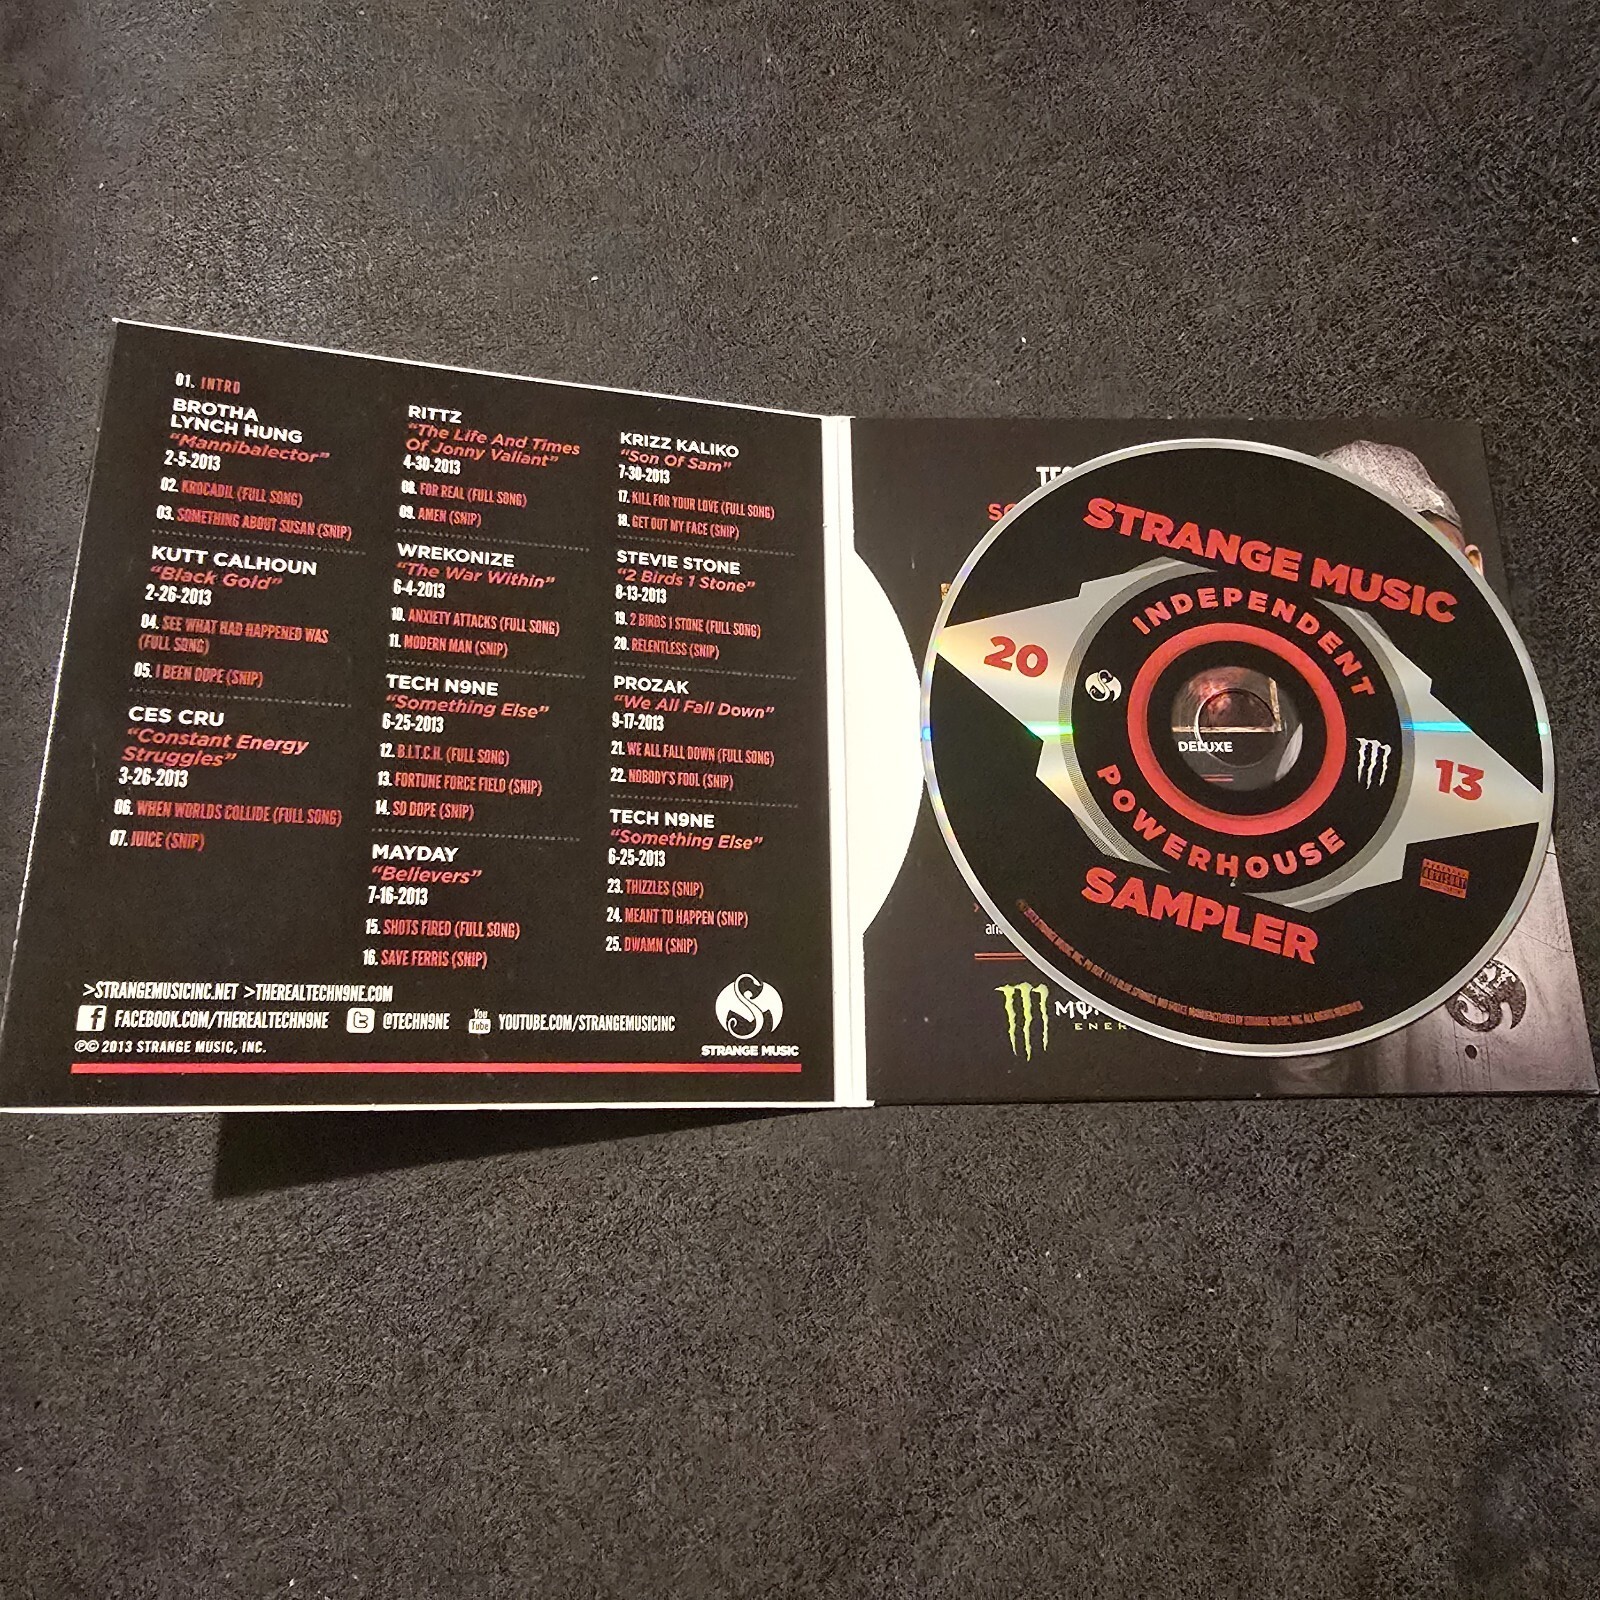 01. INTRO
BROTHA
LYNCH HUNG
"Mannibalector"
2-5-2013
02. KROCADIL (FULL SONG)
03. SOMETHING ABOUT SUSAN (SNIP)
KUTT CALHOUN
"Black Gold"
2-26-2013
04. SEE WHAT HAD HAPPENED WAS
(FULL SONG)
05. I BEEN DOPE (SNIP)
CES CRU
"Constant Energy
Struggles"
3-26-2013
06. WHEN WORLDS COLLIDE (FULL SONG)
07. JUICE (SNIP)
RITTZ
"The Life And Times
Of Jonny Valiant"
4-30-2013
08. FOR REAL (FULL SONG)
09. AMEN (SNIP)
WREKONIZE
"The War Within"
6-4-2013
10. ANXIETY ATTACKS (FULL SONG)
11. MODERN MAN (SNIP)
TECH N9NE
"Something Else"
6-25-2013
12. B.I.T.C.H. (FULL SONG)
13. FORTUNE FORCE FIELD (SNIP)
14. SO DOPE (SNIP)
MAYDAY
"Believers"
7-16-2013
15. SHOTS FIRED (FULL SONG)
16. SAVE FERRIS (SNIP)
KRIZZ KALIKO
"Son Of Sam"
7-30-2013
17. KILL FOR YOUR LOVE (FULL SONG)
18. GET OUT MY FACE (SNIP)
STEVIE STONE
"2 Birds 1 Stone"
8-13-2013
19. 2 BIRDS 1 STONE (FULL SONG)
20. RELENTLESS (SNIP)
PROZAK
"We All Fall Down"
9-17-2013
21. WE ALL FALL DOWN (FULL SONG)
22. NOBODY'S FOOL (SNIP)
TECH N9NE
"Something Else"
6-25-2013
23. THIZZLES (SNIP)
24. MEANT TO HAPPEN (SNIP)
25. DWAMN (SNIP)
>STRANGEMUSICINC.NET >THEREALTECHN9NE.COM
f FACEBOOK.COM/THEREALTECHN9NE t @TECHN9NE You Tube YOUTUBE.COM/STRANGEMUSICINC
℗© 2013 STRANGE MUSIC, INC.
STRANGE MUSIC
STRANGE MUSIC
INDEPENDENT
20
13
DELUXE
POWERHOUSE
SAMPLER
ADVISORY